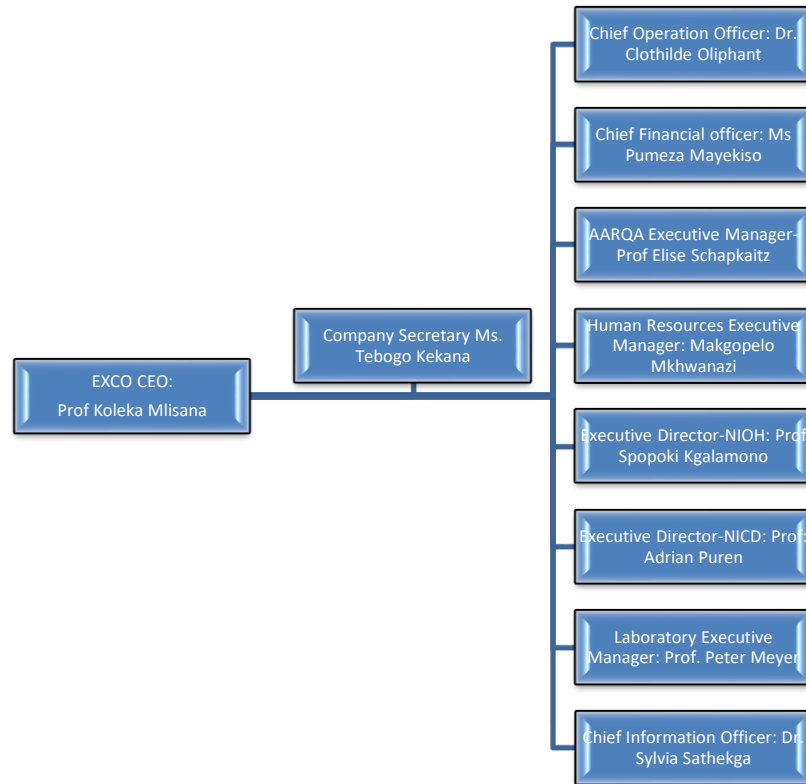 Chief Operation Officer: Dr.
Clothilde Oliphant
Chief Financial officer: Ms
Pumeza Mayekiso
AARQA Executive Manager-
Prof Elise Schapkaitz
Company Secretary Ms.
Tebogo Kekana
Human Resources Executive
Manager: Makgopelo
Mkhwanazi
EXCO CEO:
Prof Koleka Mlisana
Executive Director-NIOH: Prof
Spopoki Kgalamono
Executive Director-NICD: Prof:
Adrian Puren
Laboratory Executive
Manager: Prof. Peter Meyer
Chief Information Officer: Dr.
Sylvia Sathekga